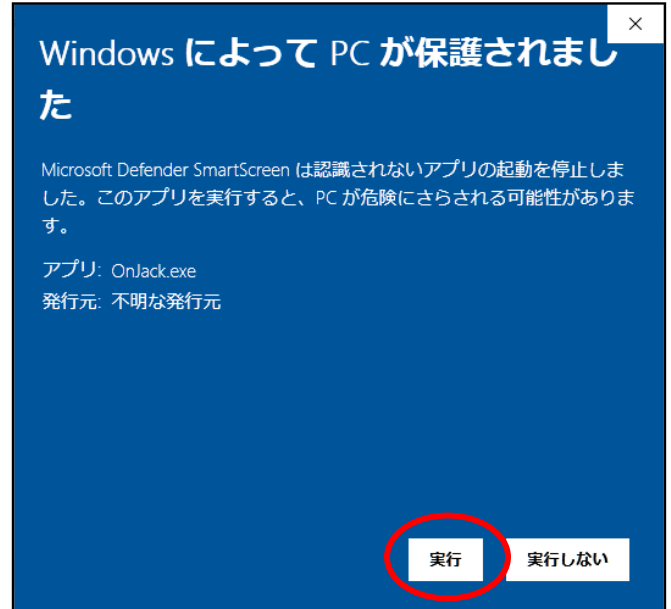 ×
Windows によって PC が保護されまし
た
Microsoft Defender SmartScreen は認識されないアプリの起動を停止しま
した。このアプリを実行すると、PC が危険にさらされる可能性がありま
す。
アプリ: OnJack.exe
発行元: 不明な発行元
実行 実行しない